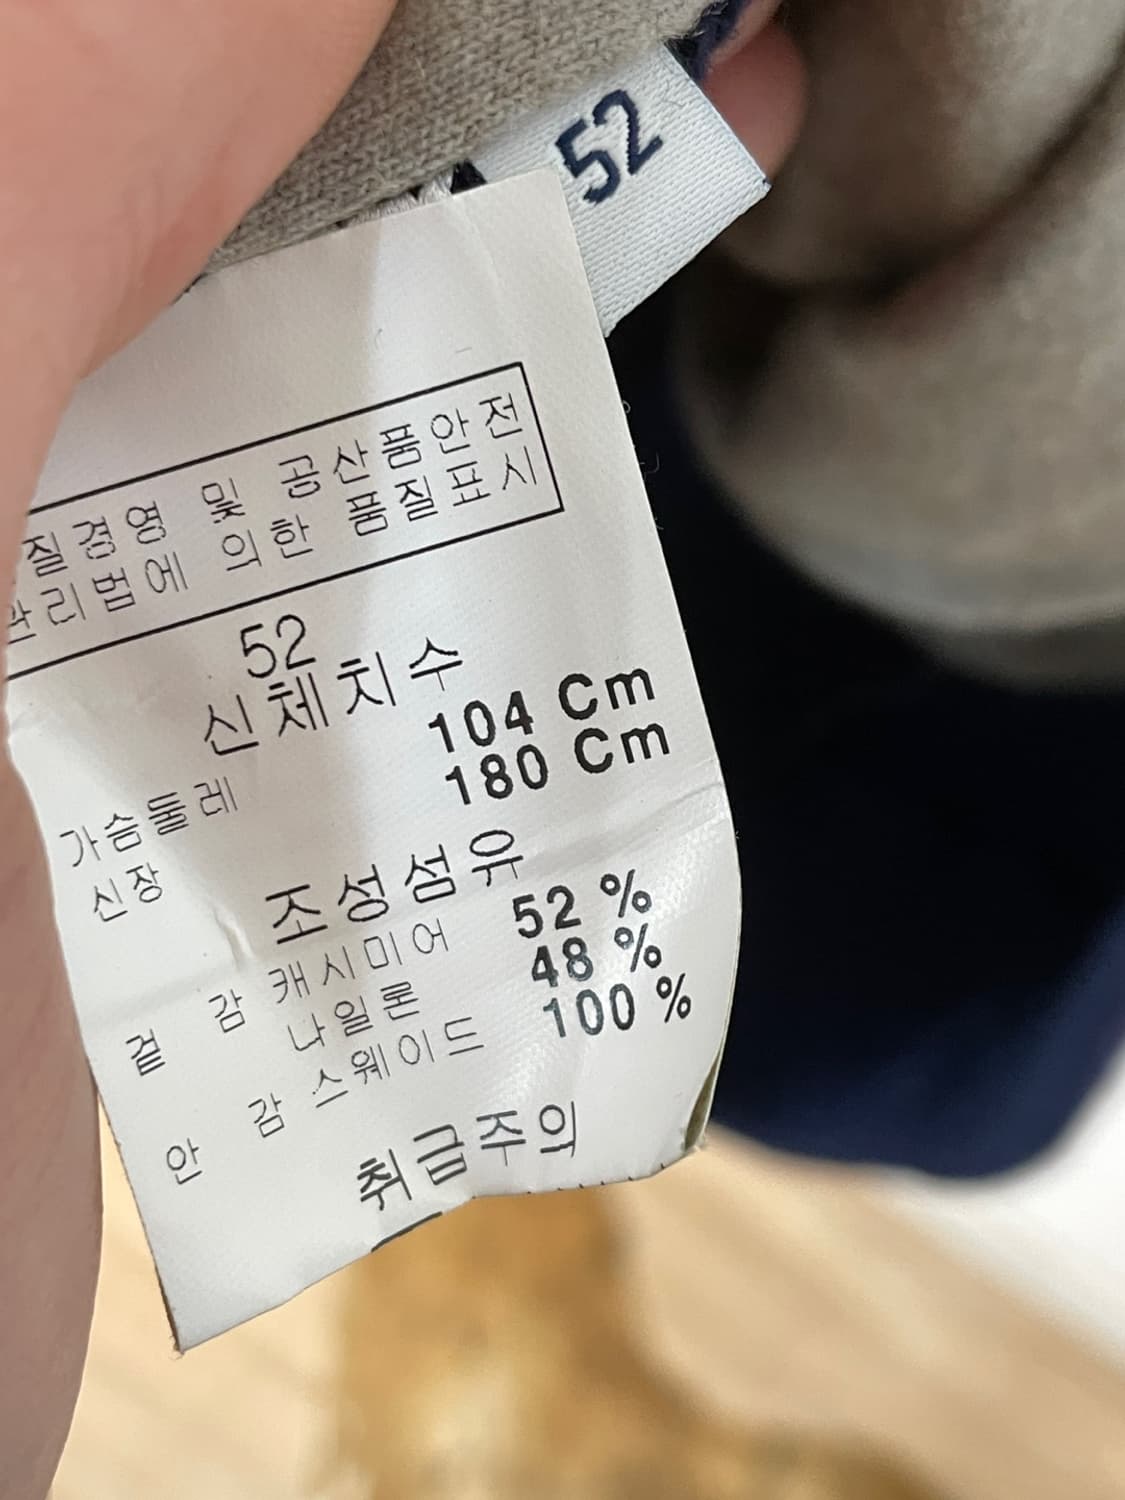 52
질경영 및 공산품안전
관리법에 의한 품질표시
52
신체치수
가슴둘레 104 Cm
신장 180 Cm
조성섬유
겉 감 캐시미어 52 %
나일론 48 %
안 감 스웨이드 100 %
취급주의